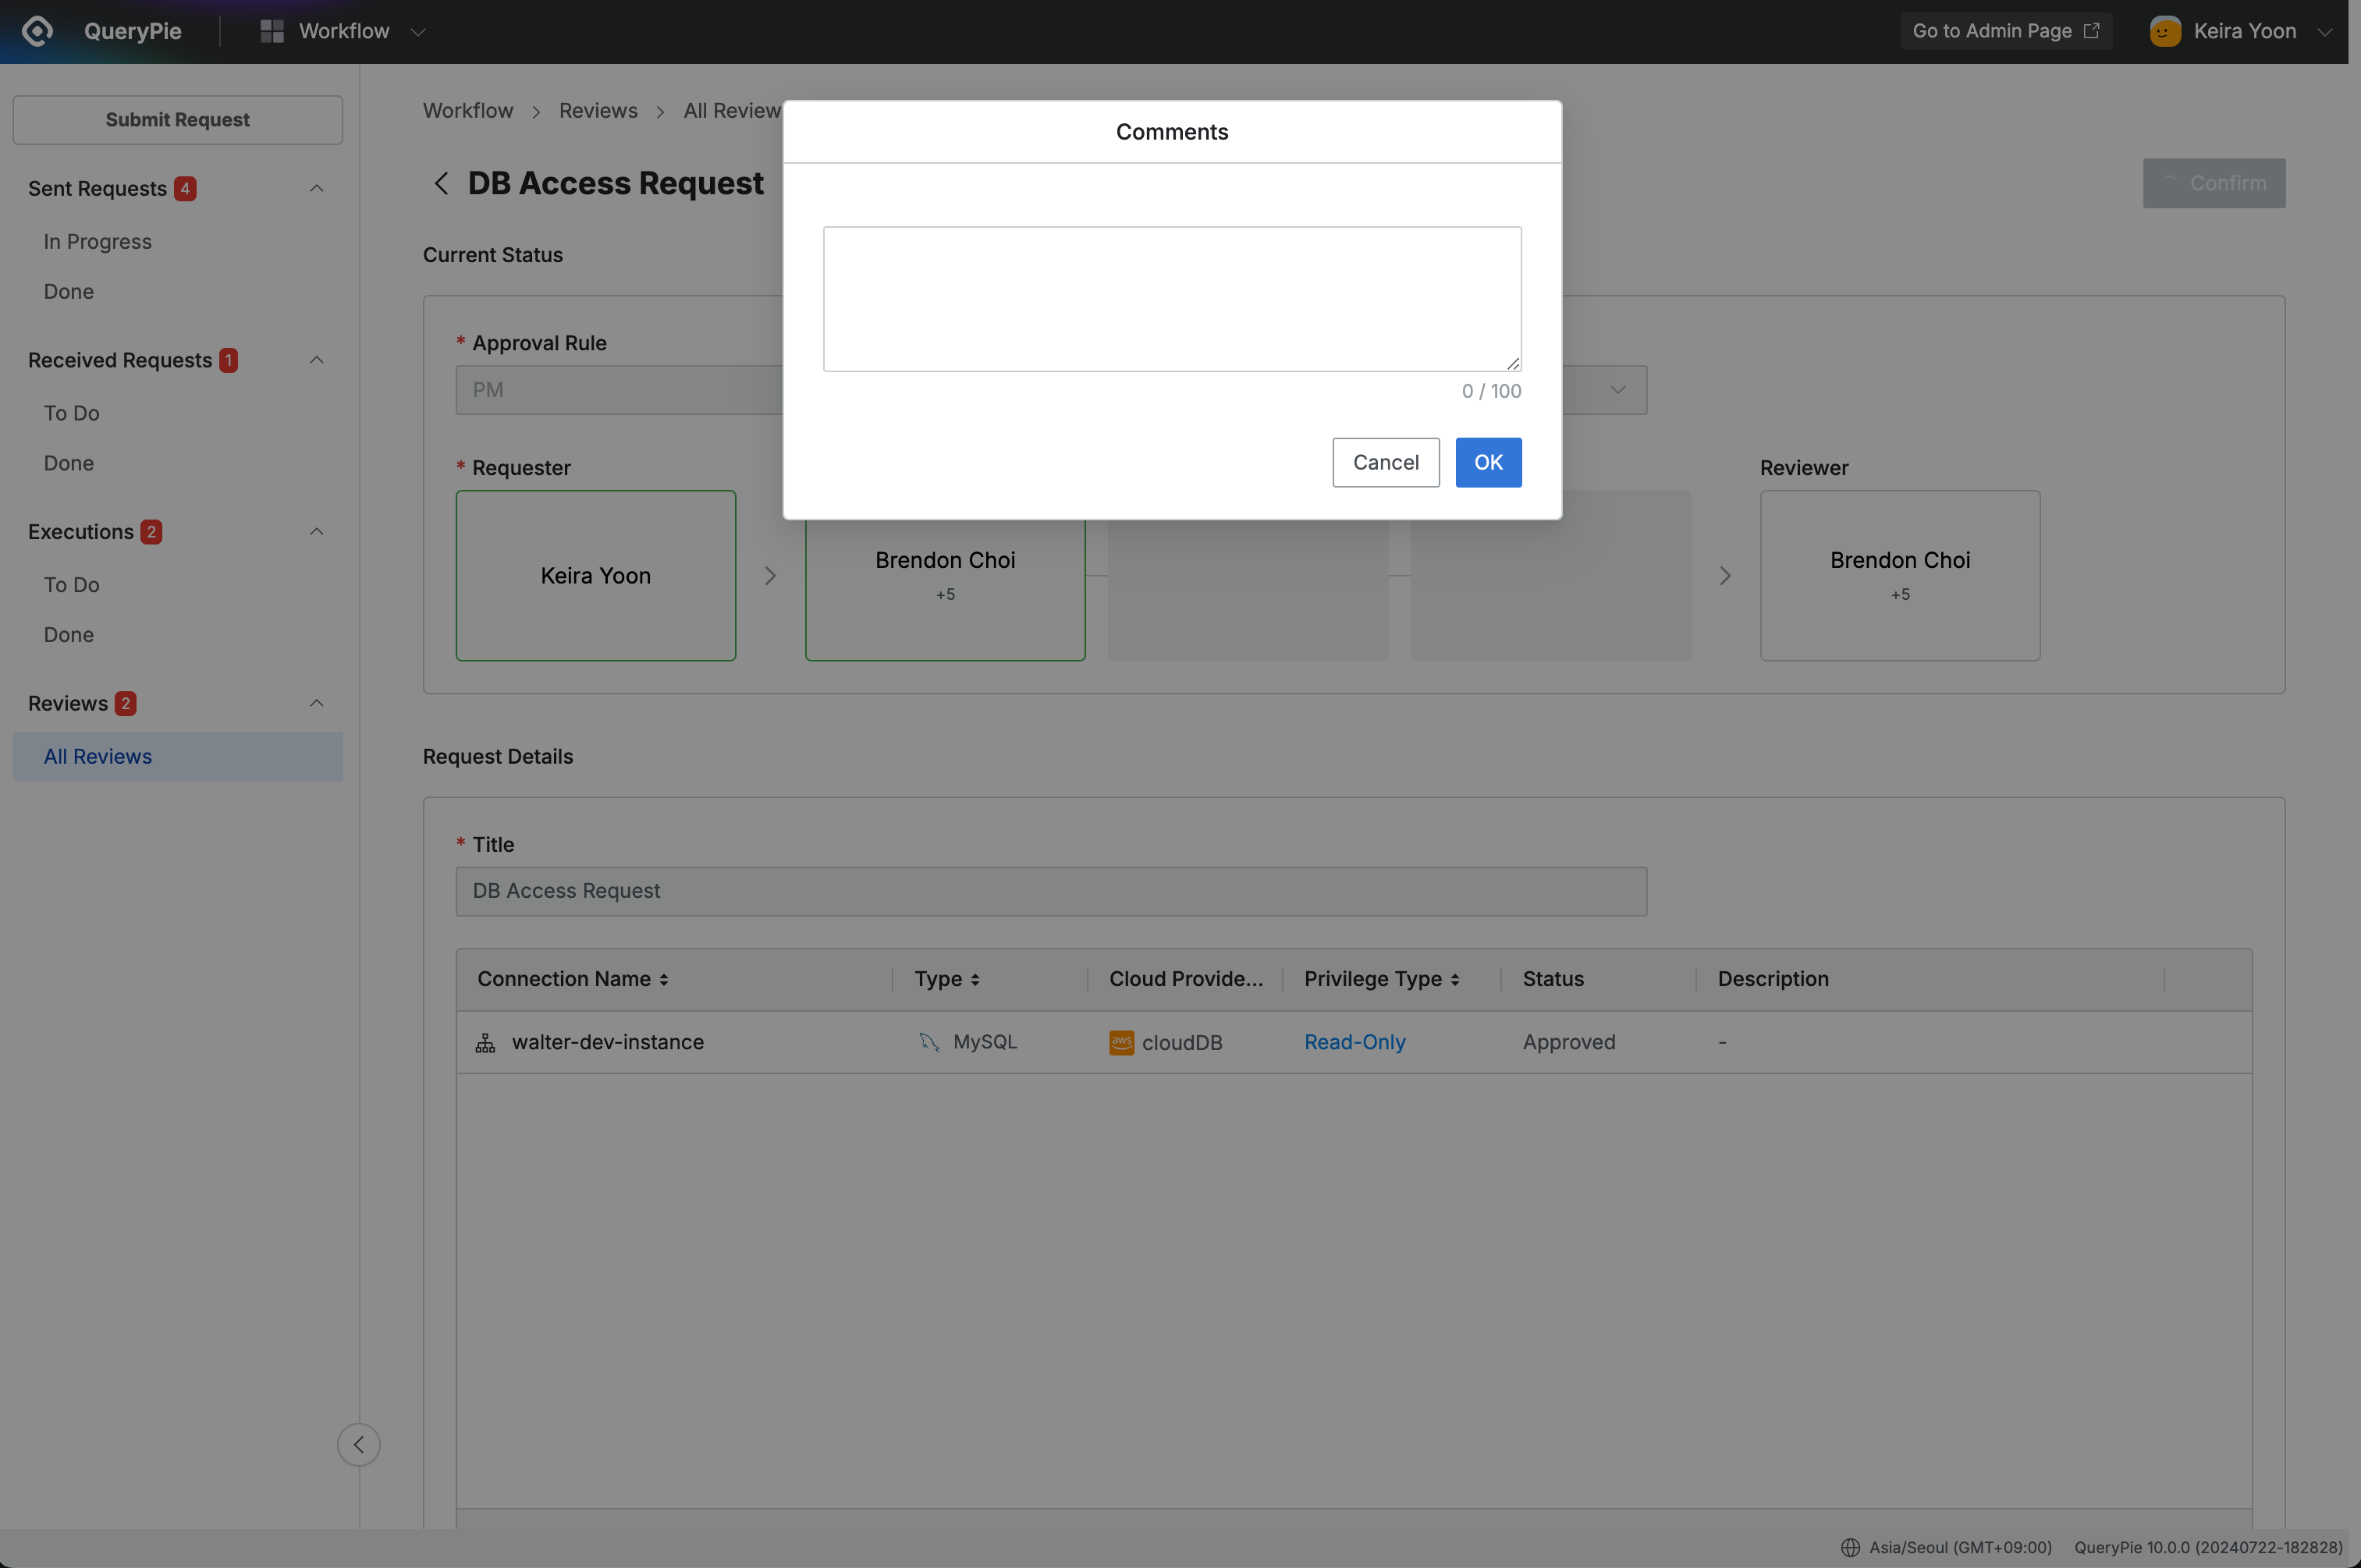 QueryPie
Workflow
Go to Admin Page
Keira Yoon
Submit Request
Sent Requests 4
In Progress
Done
Received Requests 1
To Do
Done
Executions 2
To Do
Done
Reviews 2
All Reviews
Workflow > Reviews > All Review
DB Access Request
Confirm
Current Status
* Approval Rule
PM
* Requester
Keira Yoon
Brendon Choi
+5
Reviewer
Brendon Choi
+5
Comments
0 / 100
Cancel
OK
Request Details
* Title
DB Access Request
Connection Name Type Cloud Provide... Privilege Type Status Description
walter-dev-instance MySQL aws cloudDB Read-Only Approved -
Asia/Seoul (GMT+09:00) QueryPie 10.0.0 (20240722-182828)